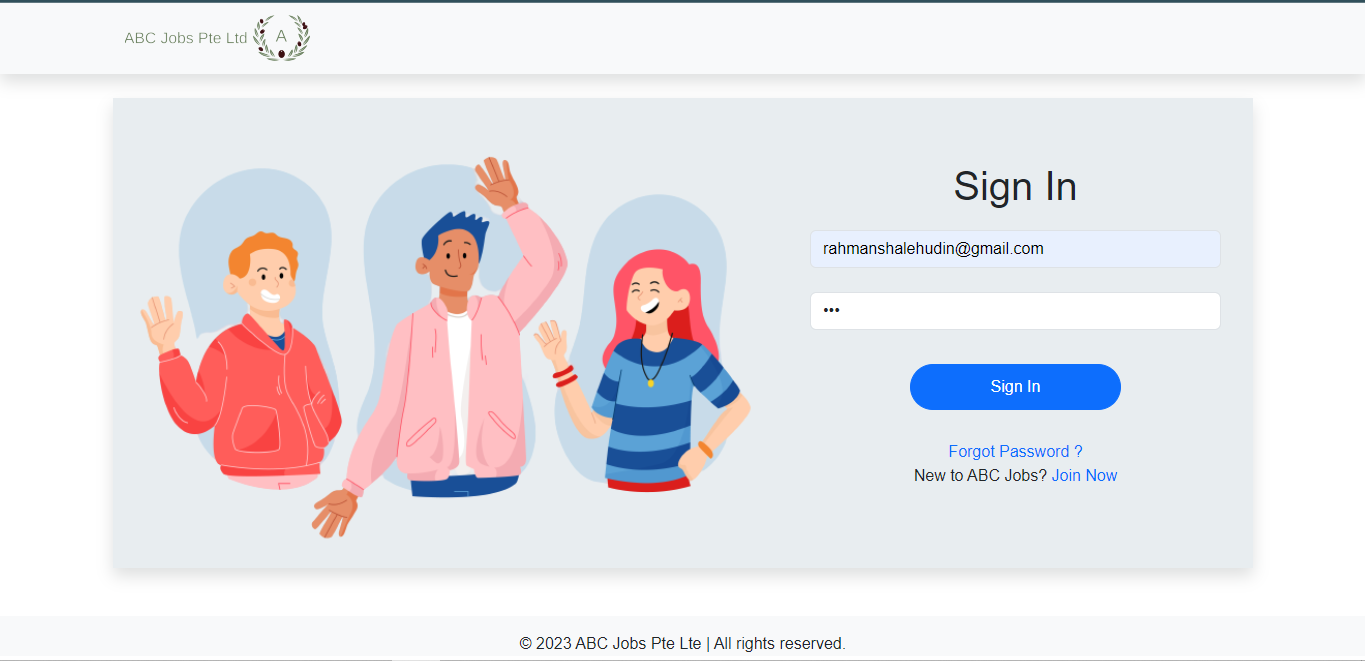 ABC Jobs Pte Ltd A
Sign In
rahmanshalehudin@gmail.com
•••
Sign In
Forgot Password ?
New to ABC Jobs? Join Now
© 2023 ABC Jobs Pte Lte | All rights reserved.